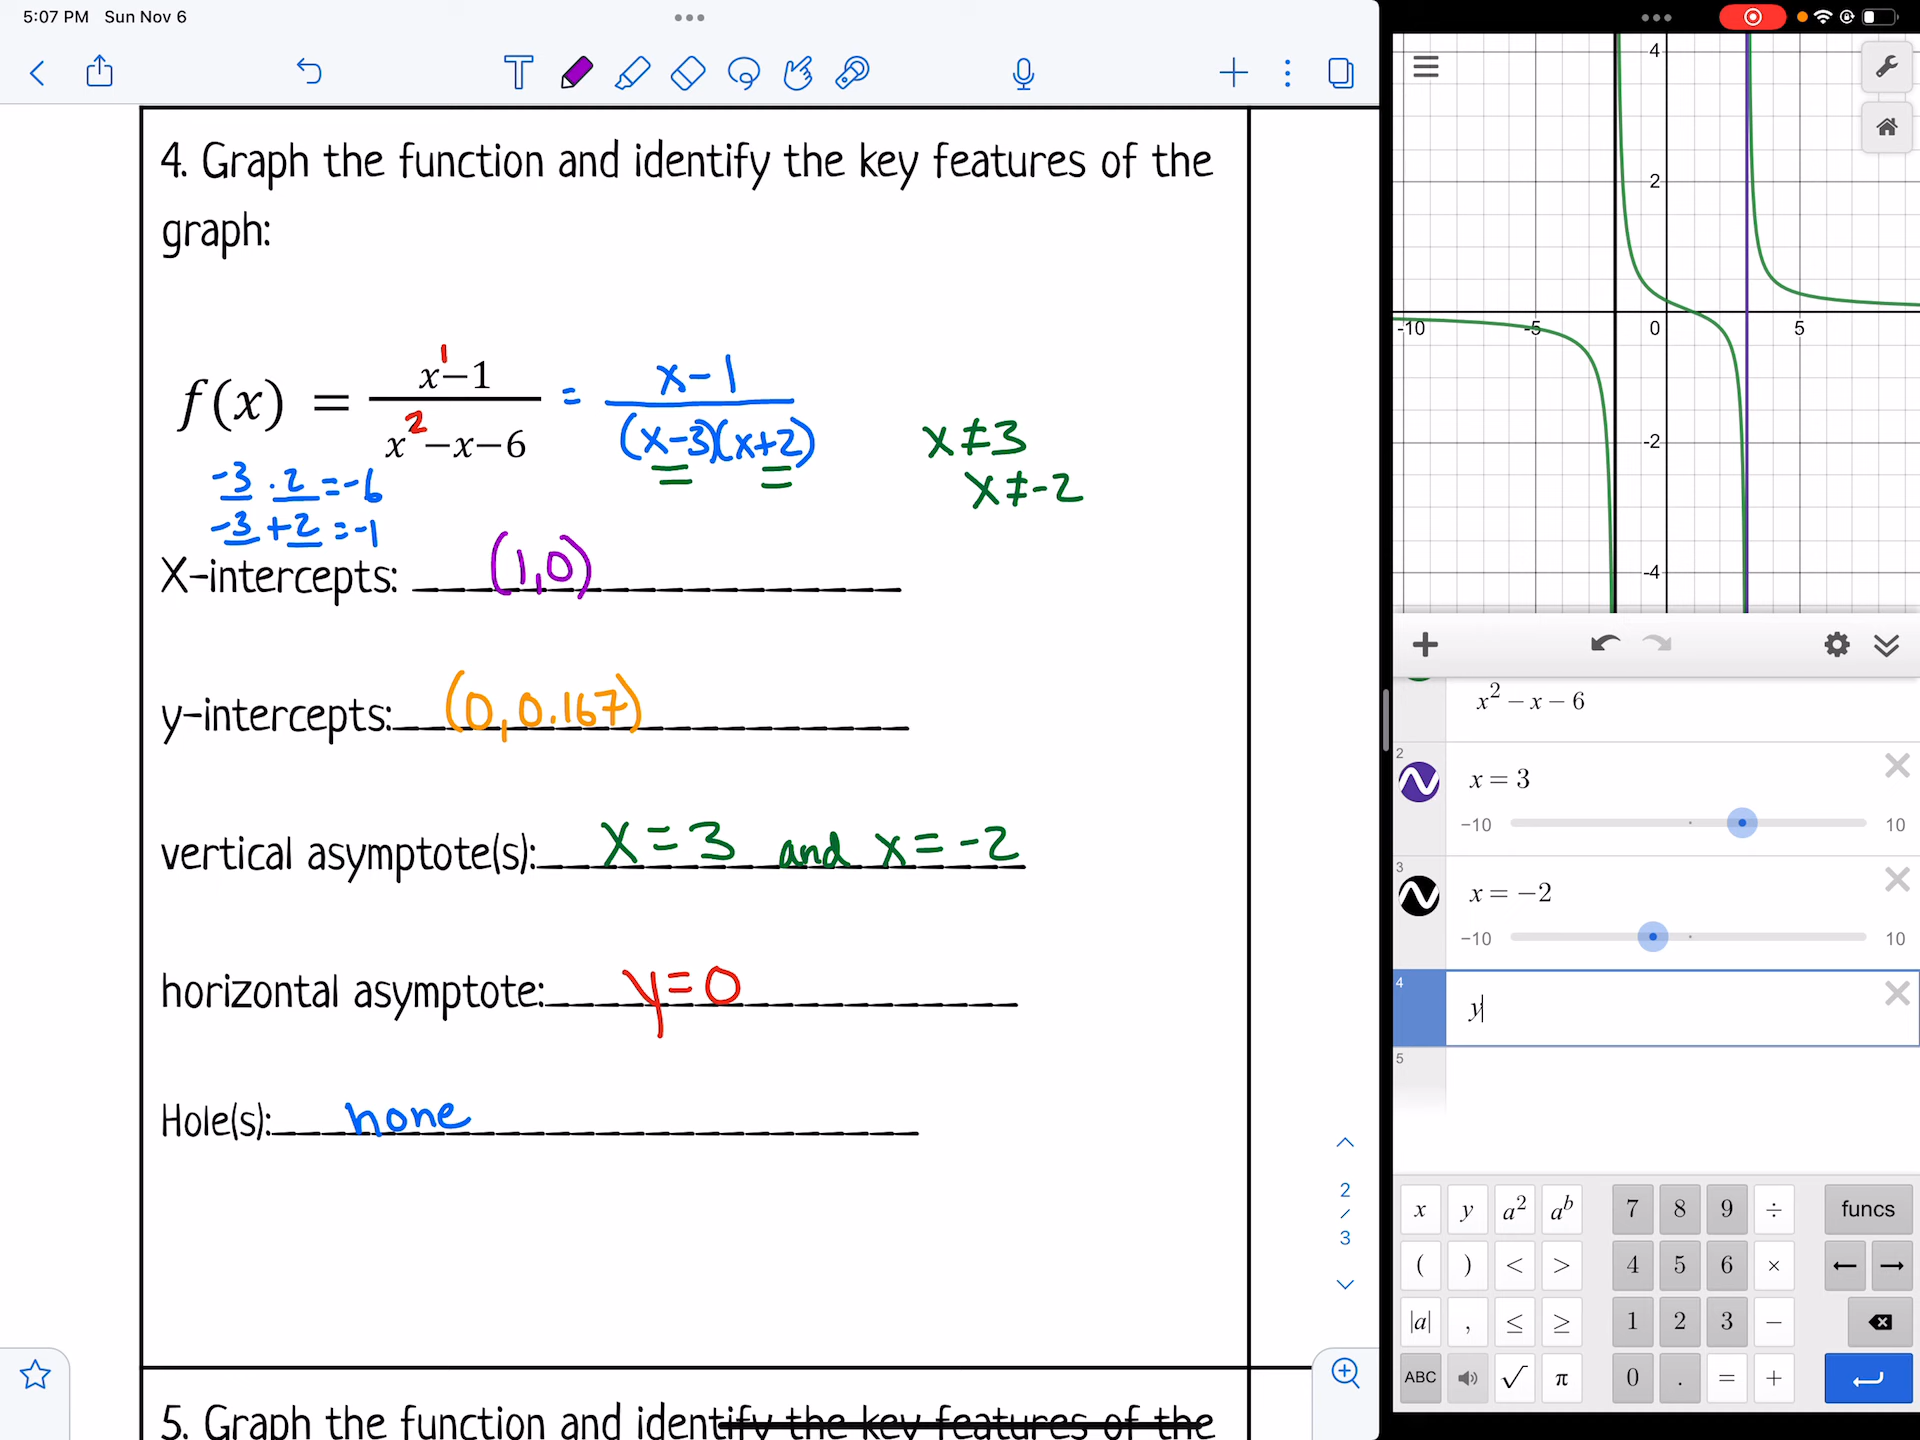 5:07 PM Sun Nov 6
4. Graph the function and identify the key features of the
graph:
f(x) = x¹−1 / x²−x−6 = x−1 / (x−3)(x+2)
x≠3
x≠−2
-3 · 2 = -6
-3 + 2 = -1
X-intercepts: (1,0)
y-intercepts: (0,0.167)
vertical asymptote(s): x=3 and x=-2
horizontal asymptote: y=0
Hole(s): none
2
/
3
5. Graph the function and identify the key features of the
4
2
-10 -5 0 5
-2
-4
x² − x − 6
2
x = 3
−10 10
3
x = −2
−10 10
4
y
5
x y a² aᵇ 7 8 9 ÷ funcs
( ) < > 4 5 6 × ← →
|a| , ≤ ≥ 1 2 3 −
ABC √ π 0 . = +